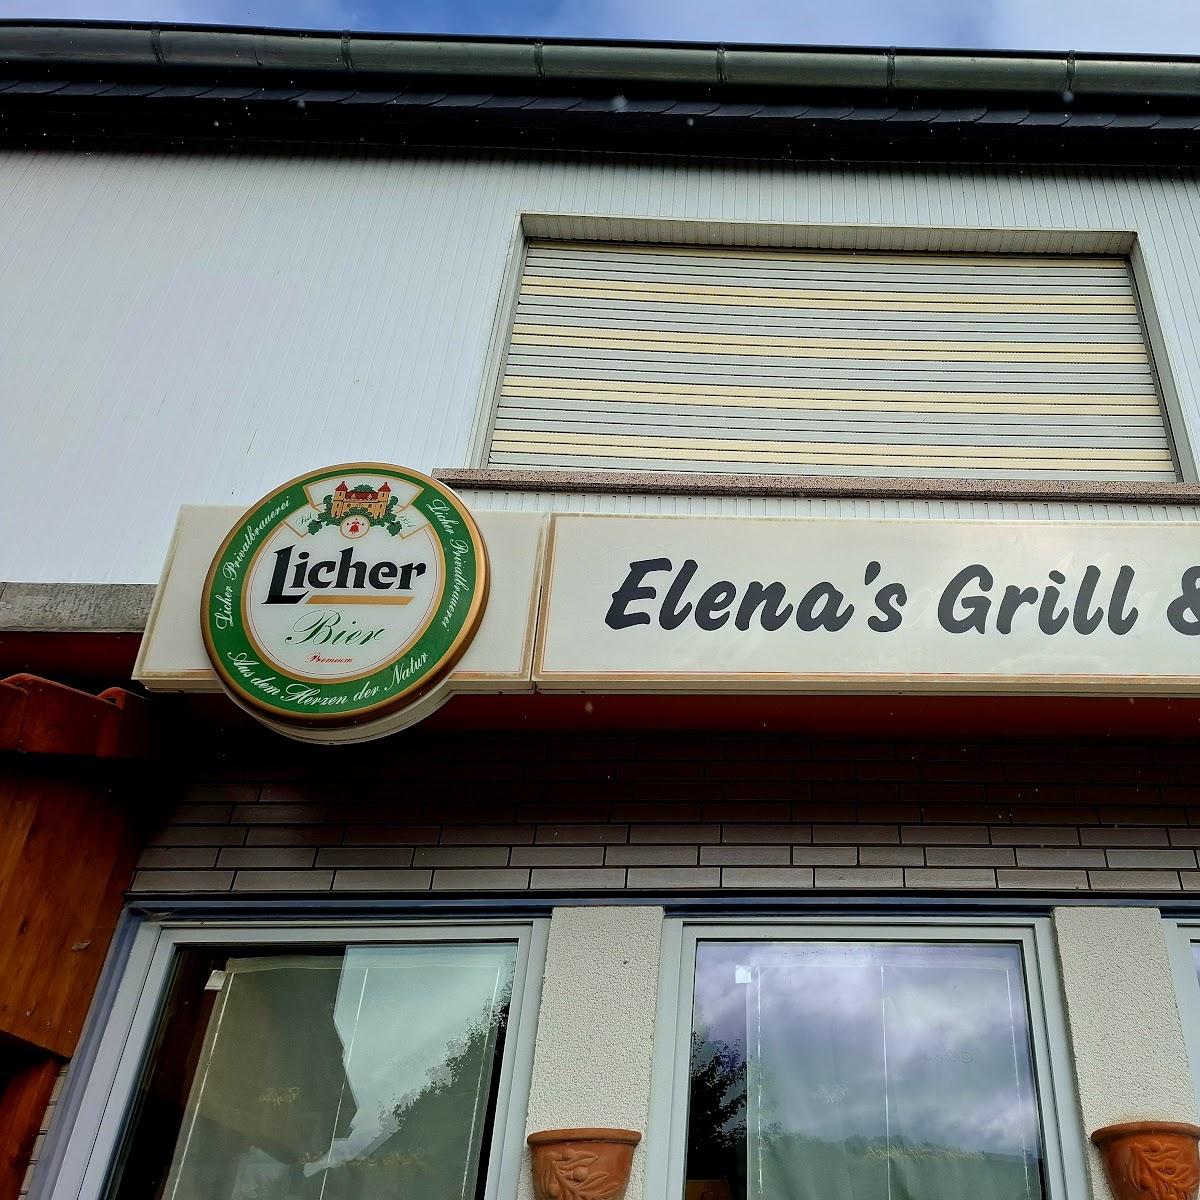 Licher Privatbrauerei
Licher Privatbrauerei
Licher
Bier
Premium
Aus dem Herzen der Natur
Elena's Grill &